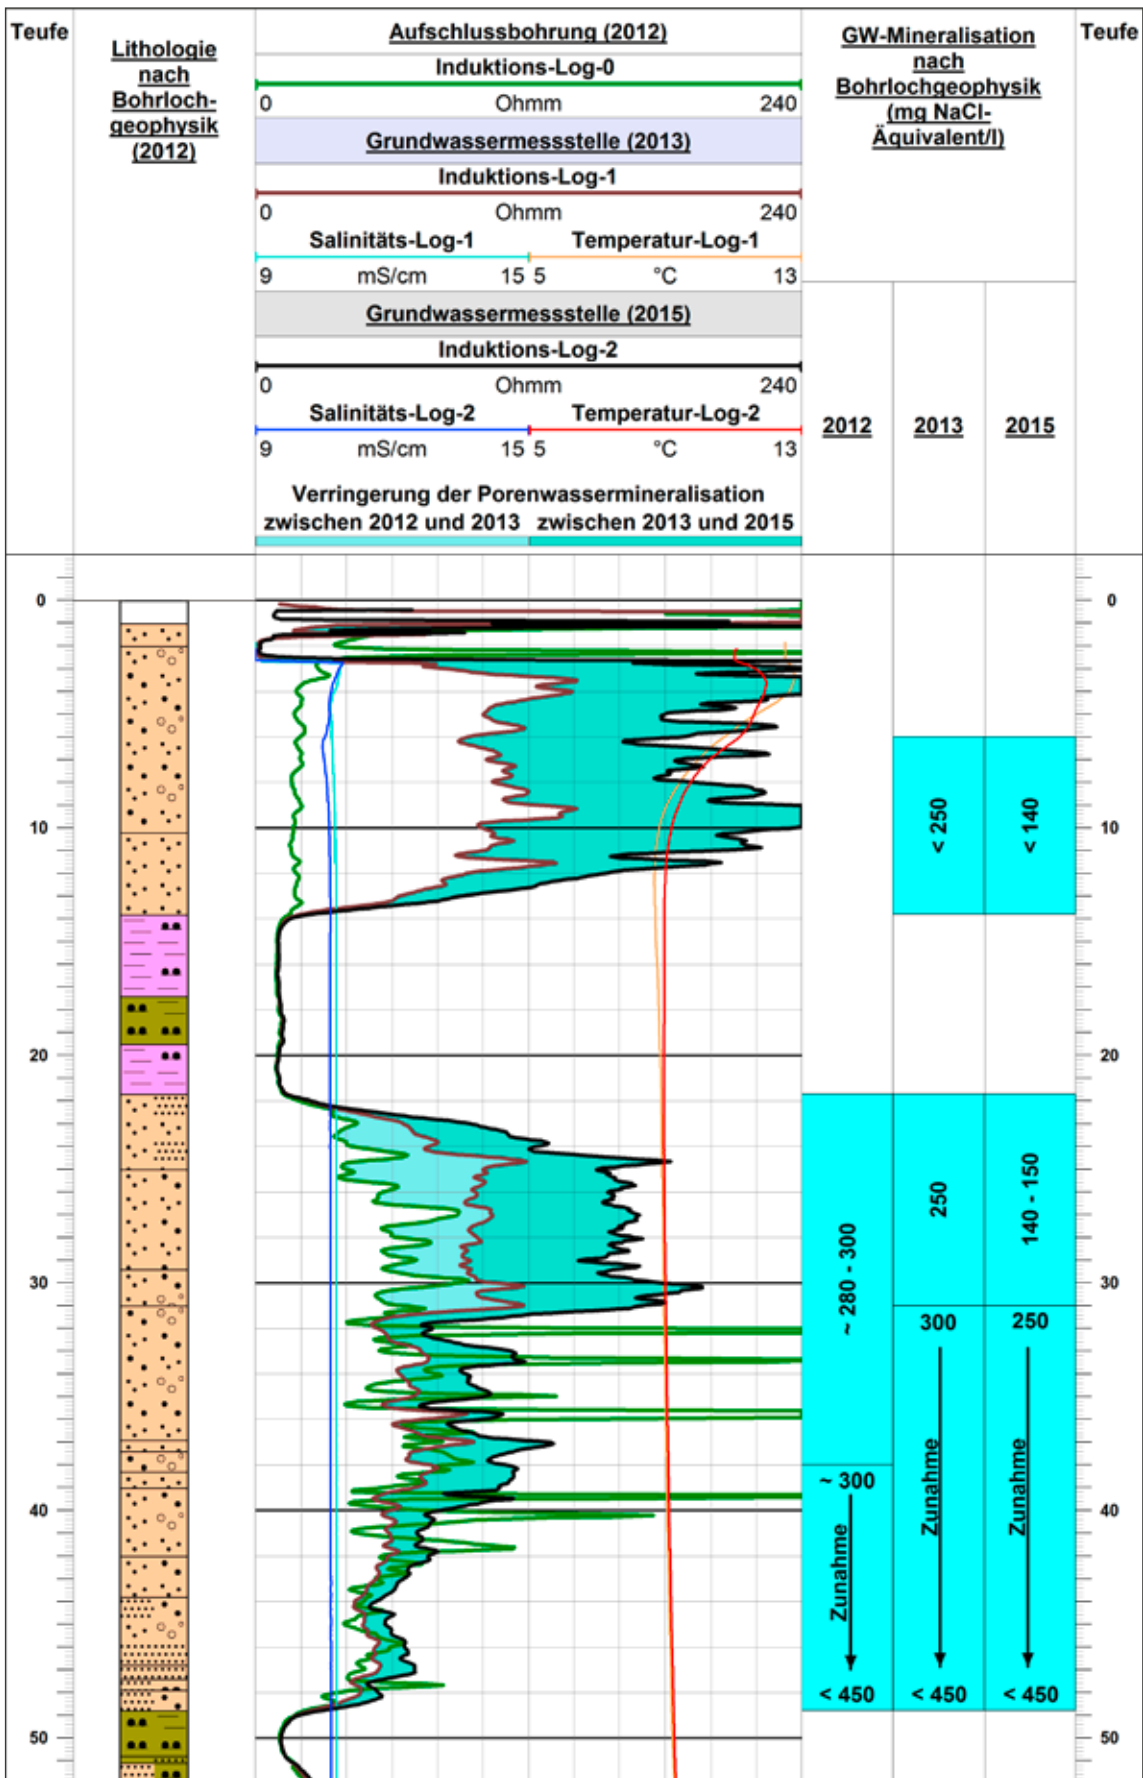 Teufe
Lithologie
nach
Bohrloch-
geophysik
(2012)
Aufschlussbohrung (2012)
Induktions-Log-0
0 Ohmm 240
Grundwassermessstelle (2013)
Induktions-Log-1
0 Ohmm 240
Salinitäts-Log-1 Temperatur-Log-1
9 mS/cm 15 5 °C 13
Grundwassermessstelle (2015)
Induktions-Log-2
0 Ohmm 240
Salinitäts-Log-2 Temperatur-Log-2
9 mS/cm 15 5 °C 13
Verringerung der Porenwassermineralisation
zwischen 2012 und 2013 zwischen 2013 und 2015
GW-Mineralisation
nach
Bohrlochgeophysik
(mg NaCl-
Äquivalent/l)
2012 2013 2015
Teufe
0 0
10 < 250 < 140 10
20 20
~ 280 - 300 250 140 - 150
30 30
300 250
~ 300
Zunahme Zunahme Zunahme
40 40
< 450 < 450 < 450
50 50